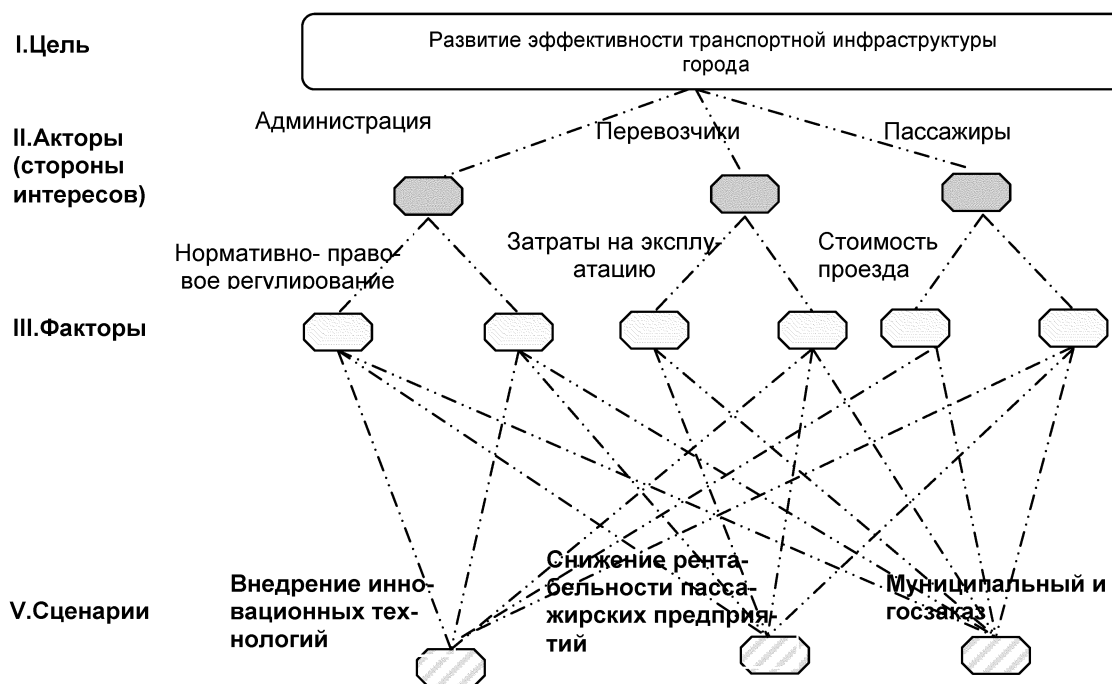 I.Цель
Развитие эффективности транспортной инфраструктуры
города
II.Акторы
(стороны
интересов)
Администрация
Перевозчики
Пассажиры
Нормативно- право-
вое регулирование
Затраты на эксплу-
атацию
Стоимость
проезда
III.Факторы
V.Сценарии
Внедрение инно-
вационных тех-
нологий
Снижение рента-
бельности пасса-
жирских предприя-
тий
Муниципальный и
госзаказ